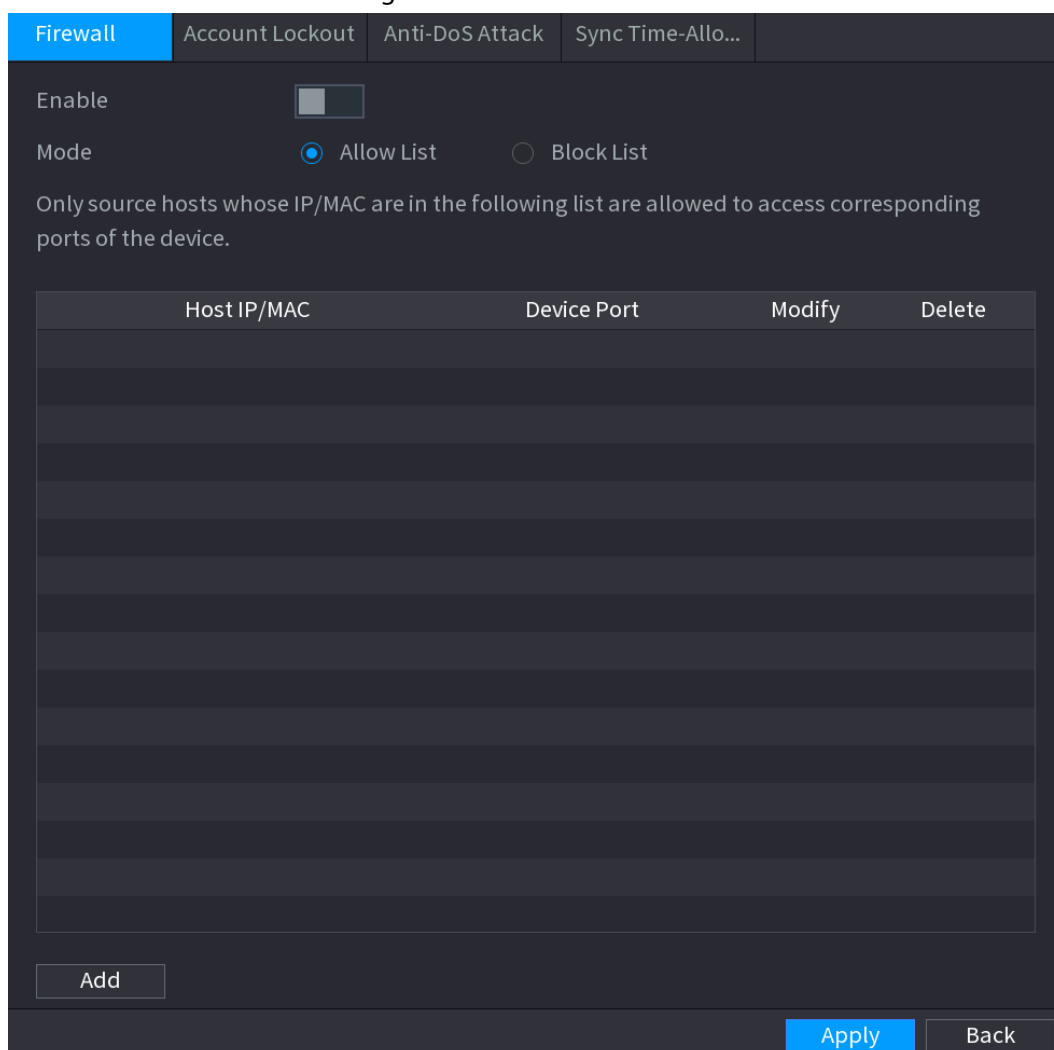 Firewall Account Lockout Anti-DoS Attack Sync Time-Allo...
Enable
Mode Allow List Block List
Only source hosts whose IP/MAC are in the following list are allowed to access corresponding
ports of the device.
Host IP/MAC Device Port Modify Delete
Add
Apply Back